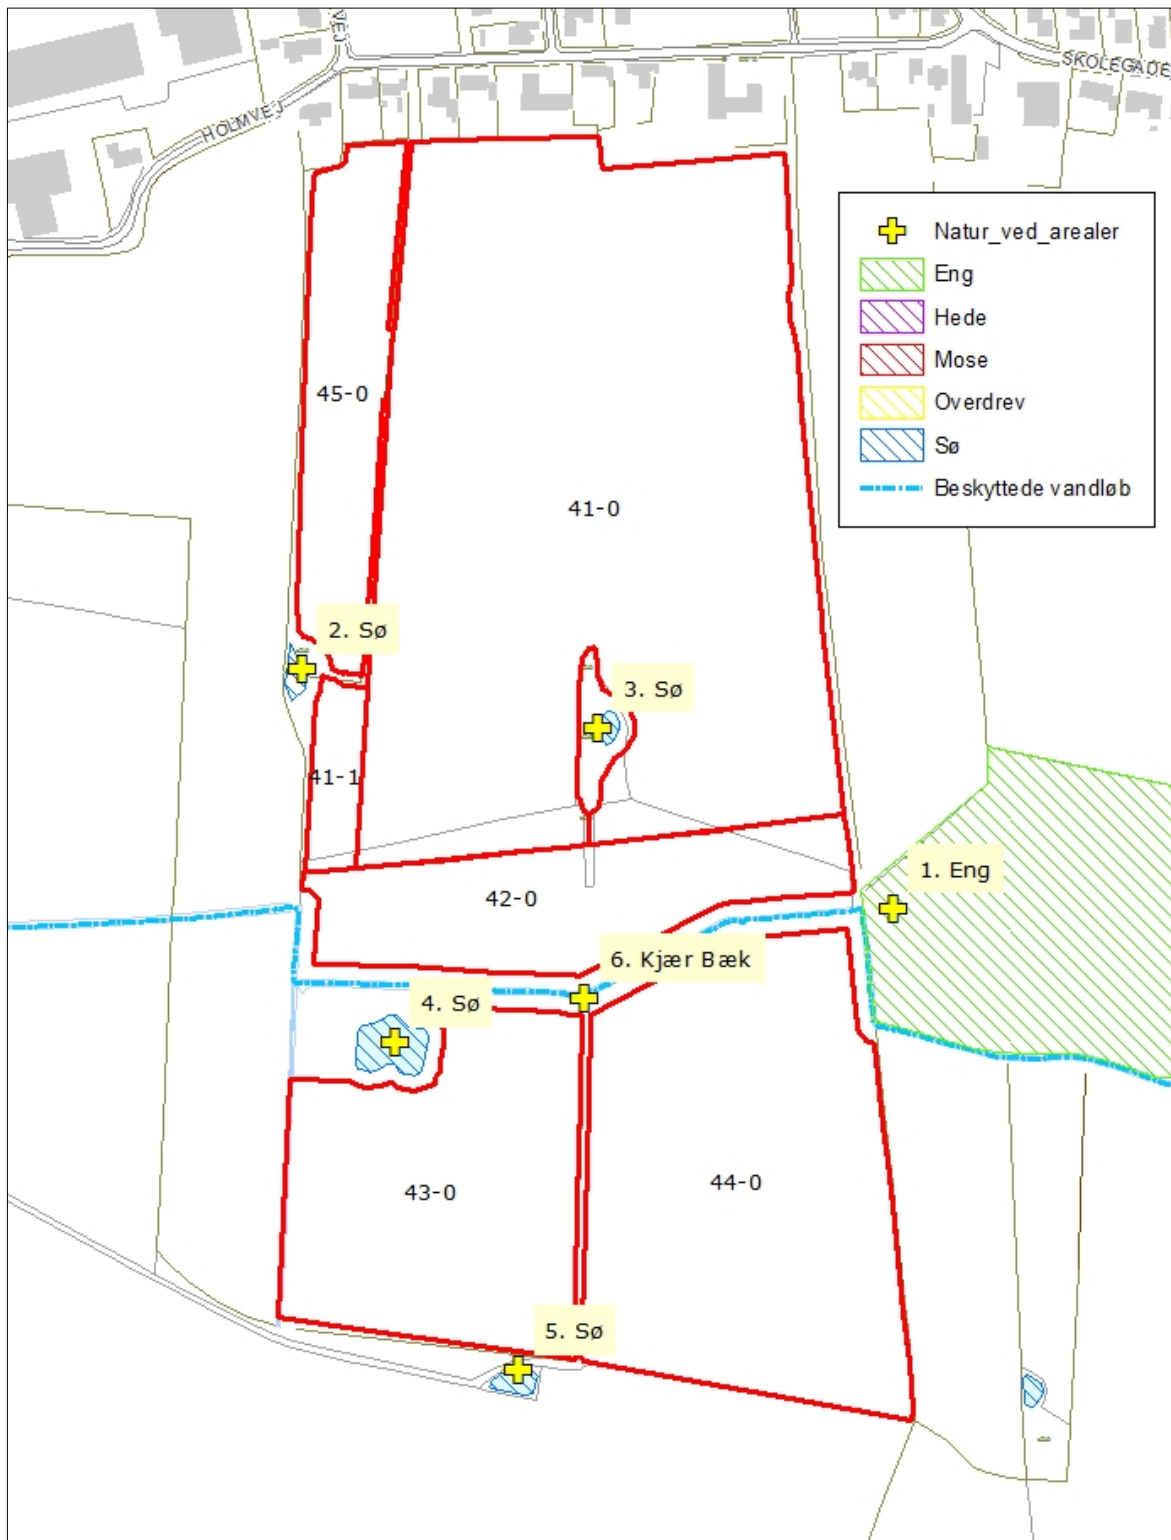 VEJ
SKOLEGADE
HOLMVEJ
Natur_ved_arealer
Eng
Hede
Mose
Overdrev
Sø
Beskyttede vandløb
45-0
41-0
2. Sø
3. Sø
41-1
1. Eng
42-0
6. Kjær Bæk
4. Sø
43-0
44-0
5. Sø